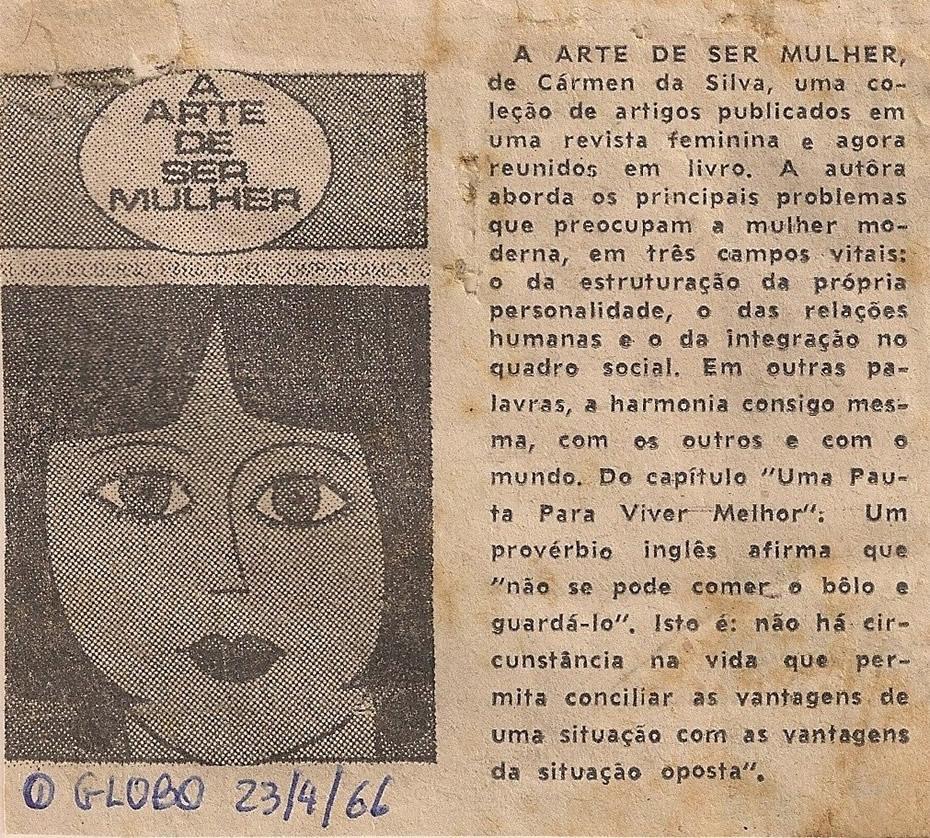 A
ARTE
DE
SER
MULHER
A ARTE DE SER MULHER,
de Cármen da Silva, uma co-
leção de artigos publicados em
uma revista feminina e agora
reunidos em livro. A autôra
aborda os principais problemas
que preocupam a mulher mo-
derna, em três campos vitais:
o da estruturação da própria
personalidade, o das relações
humanas e o da integração no
quadro social. Em outras pa-
lavras, a harmonia consigo mes-
ma, com os outros e com o
mundo. Do capítulo "Uma Pau-
ta Para Viver Melhor": Um
provérbio inglês afirma que
"não se pode comer o bôlo e
guardá-lo". Isto é: não há cir-
cunstância na vida que per-
mita conciliar as vantagens de
uma situação com as vantagens
da situação oposta".
O GLOBO 23/4/66